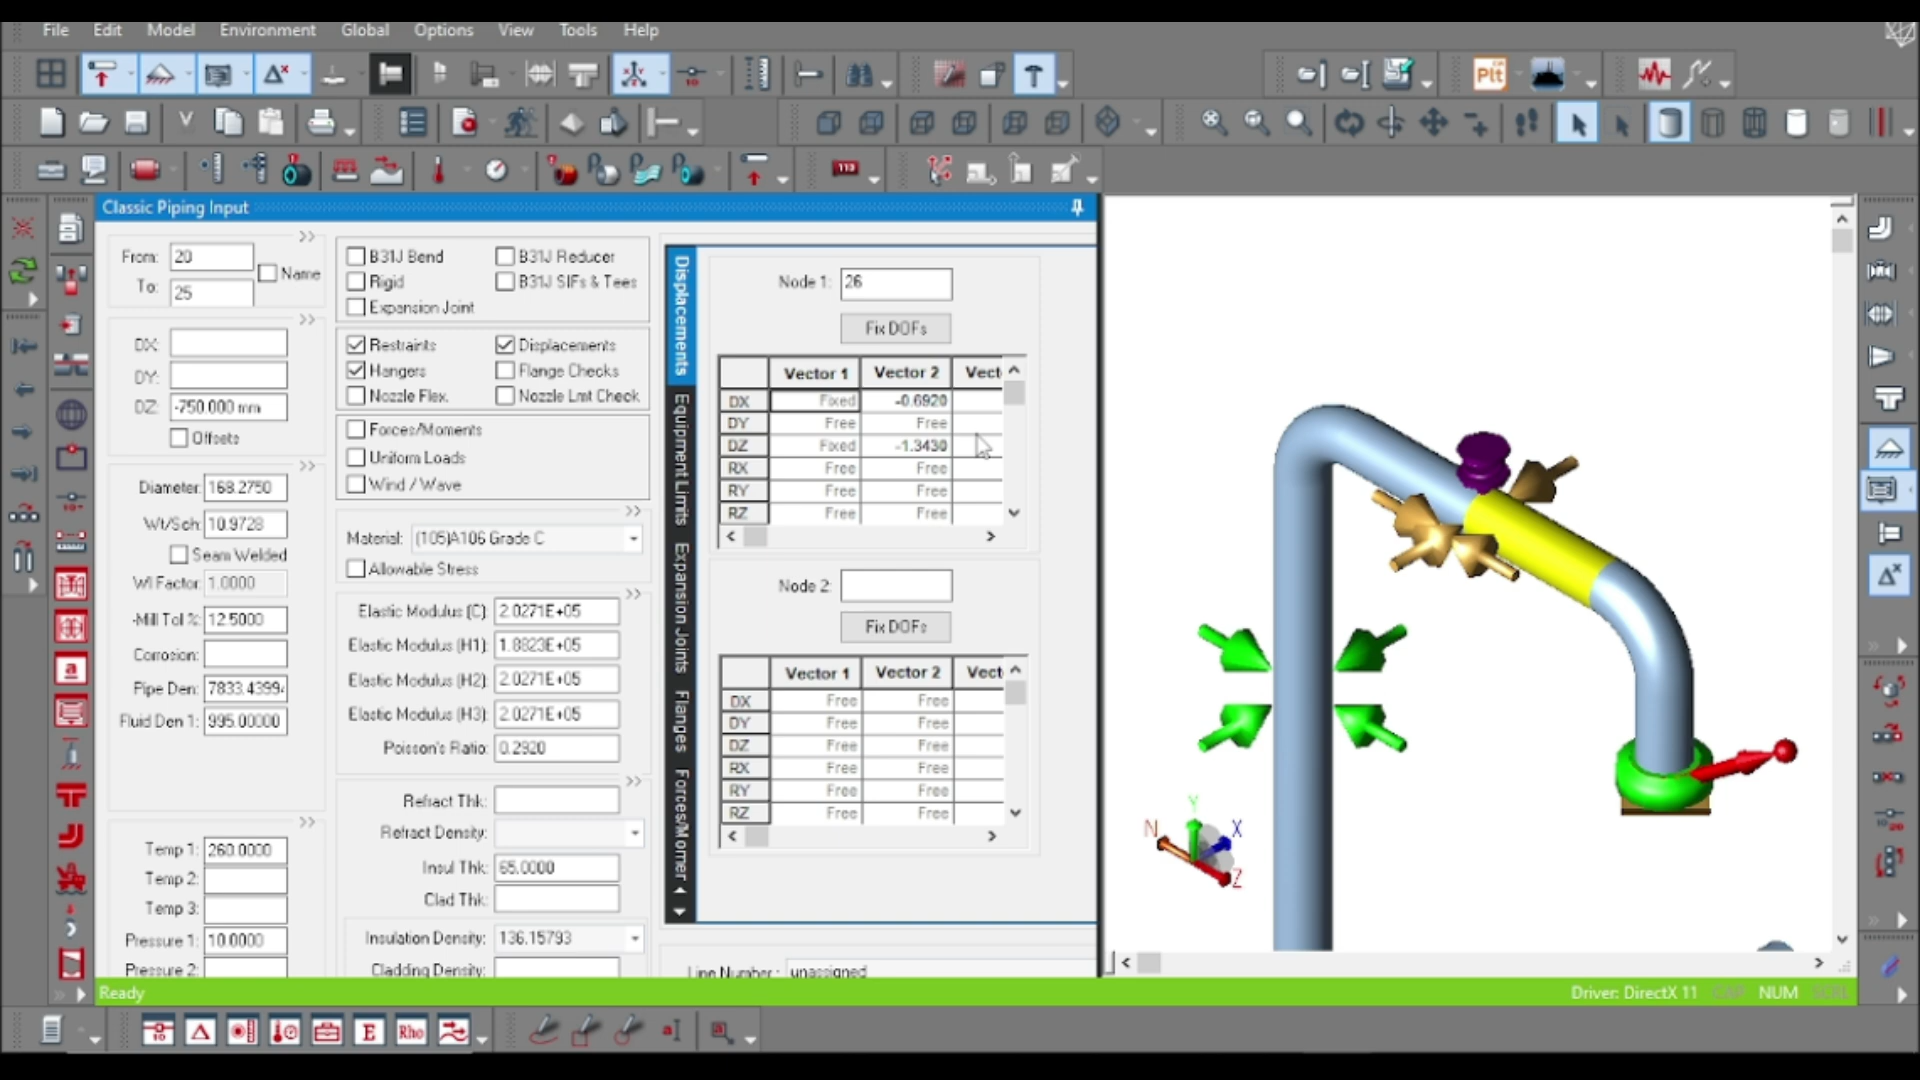 File Edit Model Environment Global Options View Tools Help
Plt
113
Classic Piping Input
From: 20
Name
To: 25
DX:
DY:
DZ: -750.000 mm
Offsets
Diameter: 168.2750
Wt/Sch: 10.9728
Seam Welded
Wl Factor: 1.0000
-Mill Tol %: 12.5000
Corrosion:
Pipe Den: 7833.4399
Fluid Den 1: 995.00000
Temp 1: 260.0000
Temp 2:
Temp 3:
Pressure 1: 10.0000
Pressure 2:
B31J Bend B31J Reducer
Rigid B31J SIFs & Tees
Expansion Joint
Restraints Displacements
Hangers Flange Checks
Nozzle Flex. Nozzle Lmt Check
Forces/Moments
Uniform Loads
Wind / Wave
Material: (105)A106 Grade C
Allowable Stress
Elastic Modulus (C): 2.0271E+05
Elastic Modulus (H1): 1.8823E+05
Elastic Modulus (H2): 2.0271E+05
Elastic Modulus (H3): 2.0271E+05
Poisson's Ratio: 0.2920
Refract Thk:
Refract Density:
Insul Thk: 65.0000
Clad Thk:
Insulation Density: 136.15793
Cladding Density:
Displacements
Equipment Limits
Expansion Joints
Flanges
Forces/Momer
Node 1: 26
Fix DOFs
Vector 1 Vector 2 Vect
DX Fixed -0.6920
DY Free Free
DZ Fixed -1.3430
RX Free Free
RY Free Free
RZ Free Free
Node 2:
Fix DOFs
Vector 1 Vector 2 Vect
DX Free Free
DY Free Free
DZ Free Free
RX Free Free
RY Free Free
RZ Free Free
Line Number : unassigned
Y
N X
Z
a
Ready Driver: DirectX 11 CAP NUM SCRL
10 E Rho a